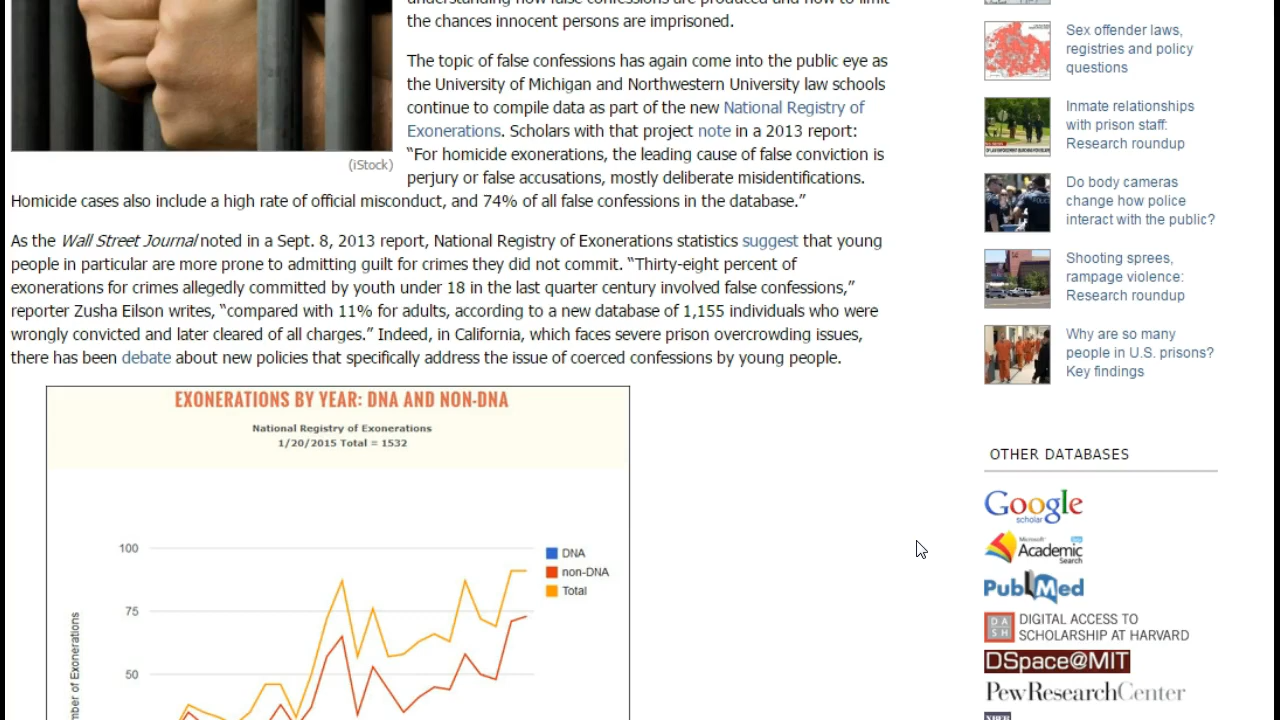 understanding how false confessions are produced and how to limit
the chances innocent persons are imprisoned.
The topic of false confessions has again come into the public eye as
the University of Michigan and Northwestern University law schools
continue to compile data as part of the new National Registry of
Exonerations. Scholars with that project note in a 2013 report:
“For homicide exonerations, the leading cause of false conviction is
perjury or false accusations, mostly deliberate misidentifications.
(iStock)
Homicide cases also include a high rate of official misconduct, and 74% of all false confessions in the database.”
As the Wall Street Journal noted in a Sept. 8, 2013 report, National Registry of Exonerations statistics suggest that young
people in particular are more prone to admitting guilt for crimes they did not commit. “Thirty-eight percent of
exonerations for crimes allegedly committed by youth under 18 in the last quarter century involved false confessions,”
reporter Zusha Eilson writes, “compared with 11% for adults, according to a new database of 1,155 individuals who were
wrongly convicted and later cleared of all charges.” Indeed, in California, which faces severe prison overcrowding issues,
there has been debate about new policies that specifically address the issue of coerced confessions by young people.
EXONERATIONS BY YEAR: DNA AND NON-DNA
National Registry of Exonerations
1/20/2015 Total = 1532
100
75
50
mber of Exonerations
DNA
non-DNA
Total
Sex offender laws,
registries and policy
questions
Inmate relationships
with prison staff:
Research roundup
Do body cameras
change how police
interact with the public?
Shooting sprees,
rampage violence:
Research roundup
Why are so many
people in U.S. prisons?
Key findings
OTHER DATABASES
Google
scholar
Microsoft
Academic
Search
PubMed
DA
SH
DIGITAL ACCESS TO
SCHOLARSHIP AT HARVARD
DSpace@MIT
PewResearchCenter